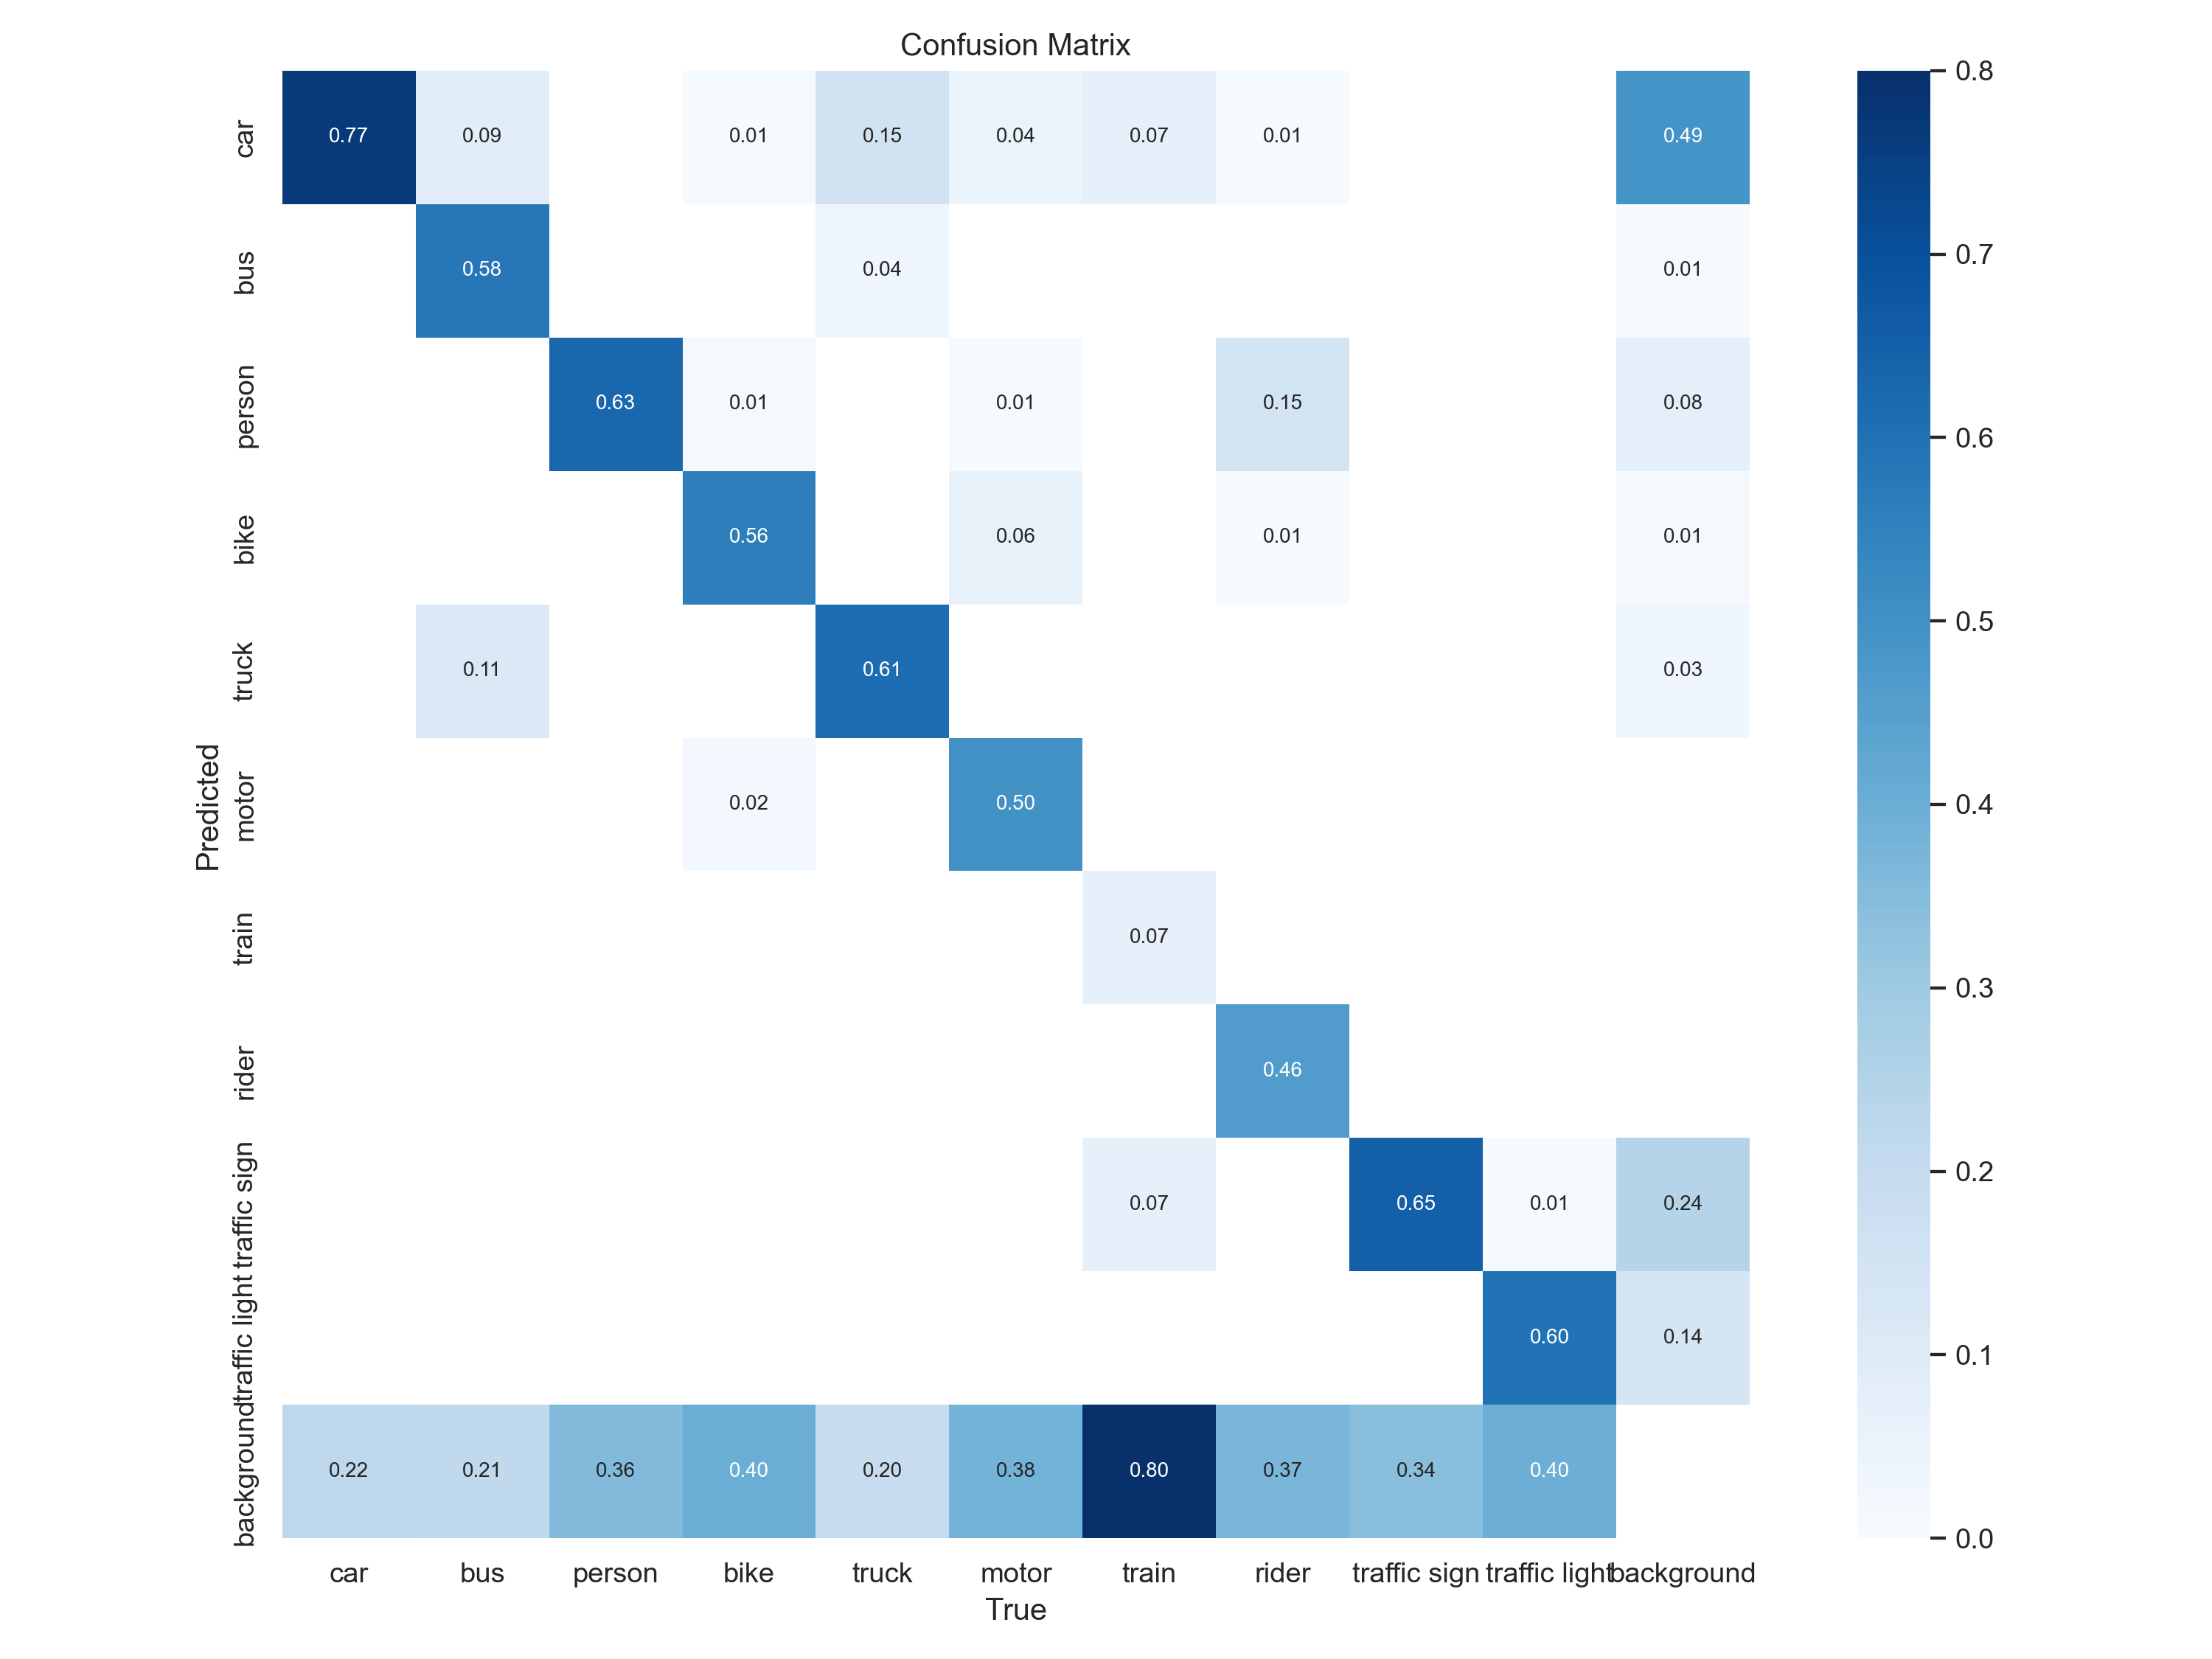 Confusion Matrix
car 0.77 0.09 0.01 0.15 0.04 0.07 0.01 0.49
bus 0.58 0.04 0.01
person 0.63 0.01 0.01 0.15 0.08
bike 0.56 0.06 0.01 0.01
truck 0.11 0.61 0.03
motor 0.02 0.50
train 0.07
rider 0.46
traffic sign 0.07 0.65 0.01 0.24
traffic light 0.60 0.14
background 0.22 0.21 0.36 0.40 0.20 0.38 0.80 0.37 0.34 0.40
car bus person bike truck motor train rider traffic sign traffic light background
True
Predicted
0.8
0.7
0.6
0.5
0.4
0.3
0.2
0.1
0.0